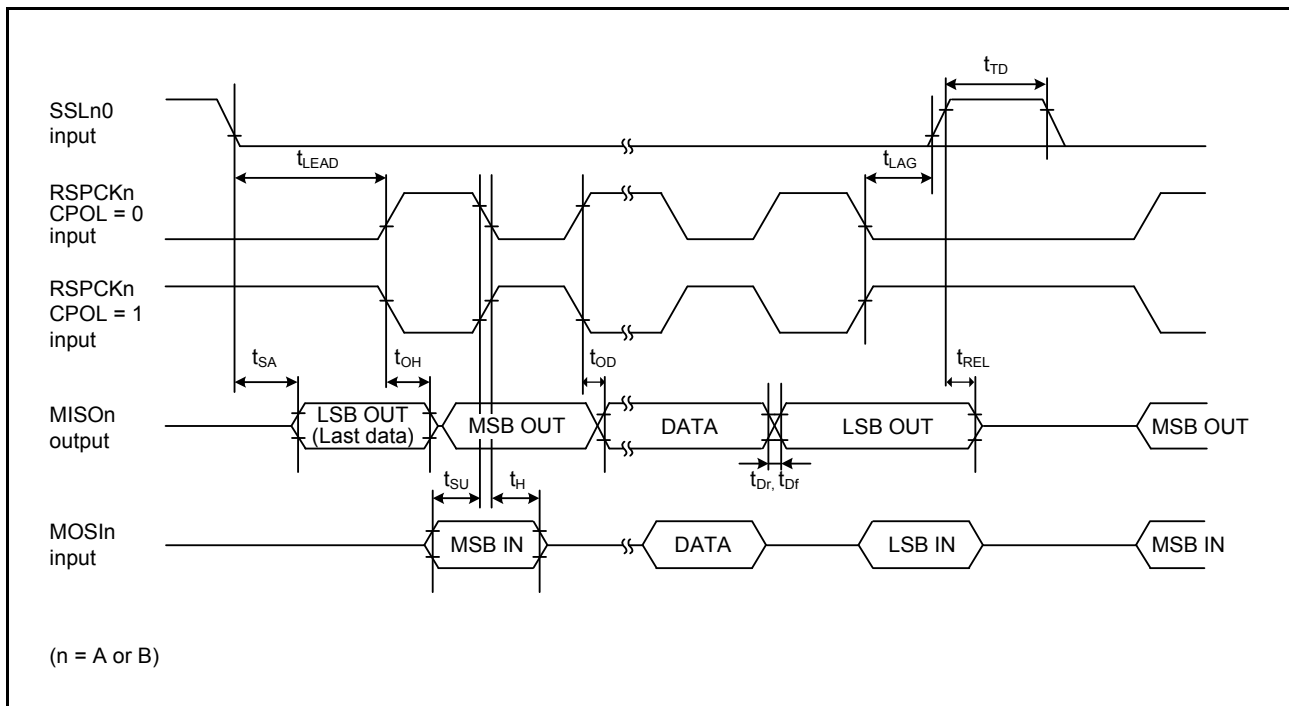 tTD
SSLn0
input
tLEAD
tLAG
RSPCKn
CPOL = 0
input
RSPCKn
CPOL = 1
input
tSA
tOH
tOD
tREL
MISOn
output
LSB OUT
(Last data)
MSB OUT
DATA
LSB OUT
MSB OUT
tSU
tH
tDr, tDf
MOSIn
input
MSB IN
DATA
LSB IN
MSB IN
(n = A or B)